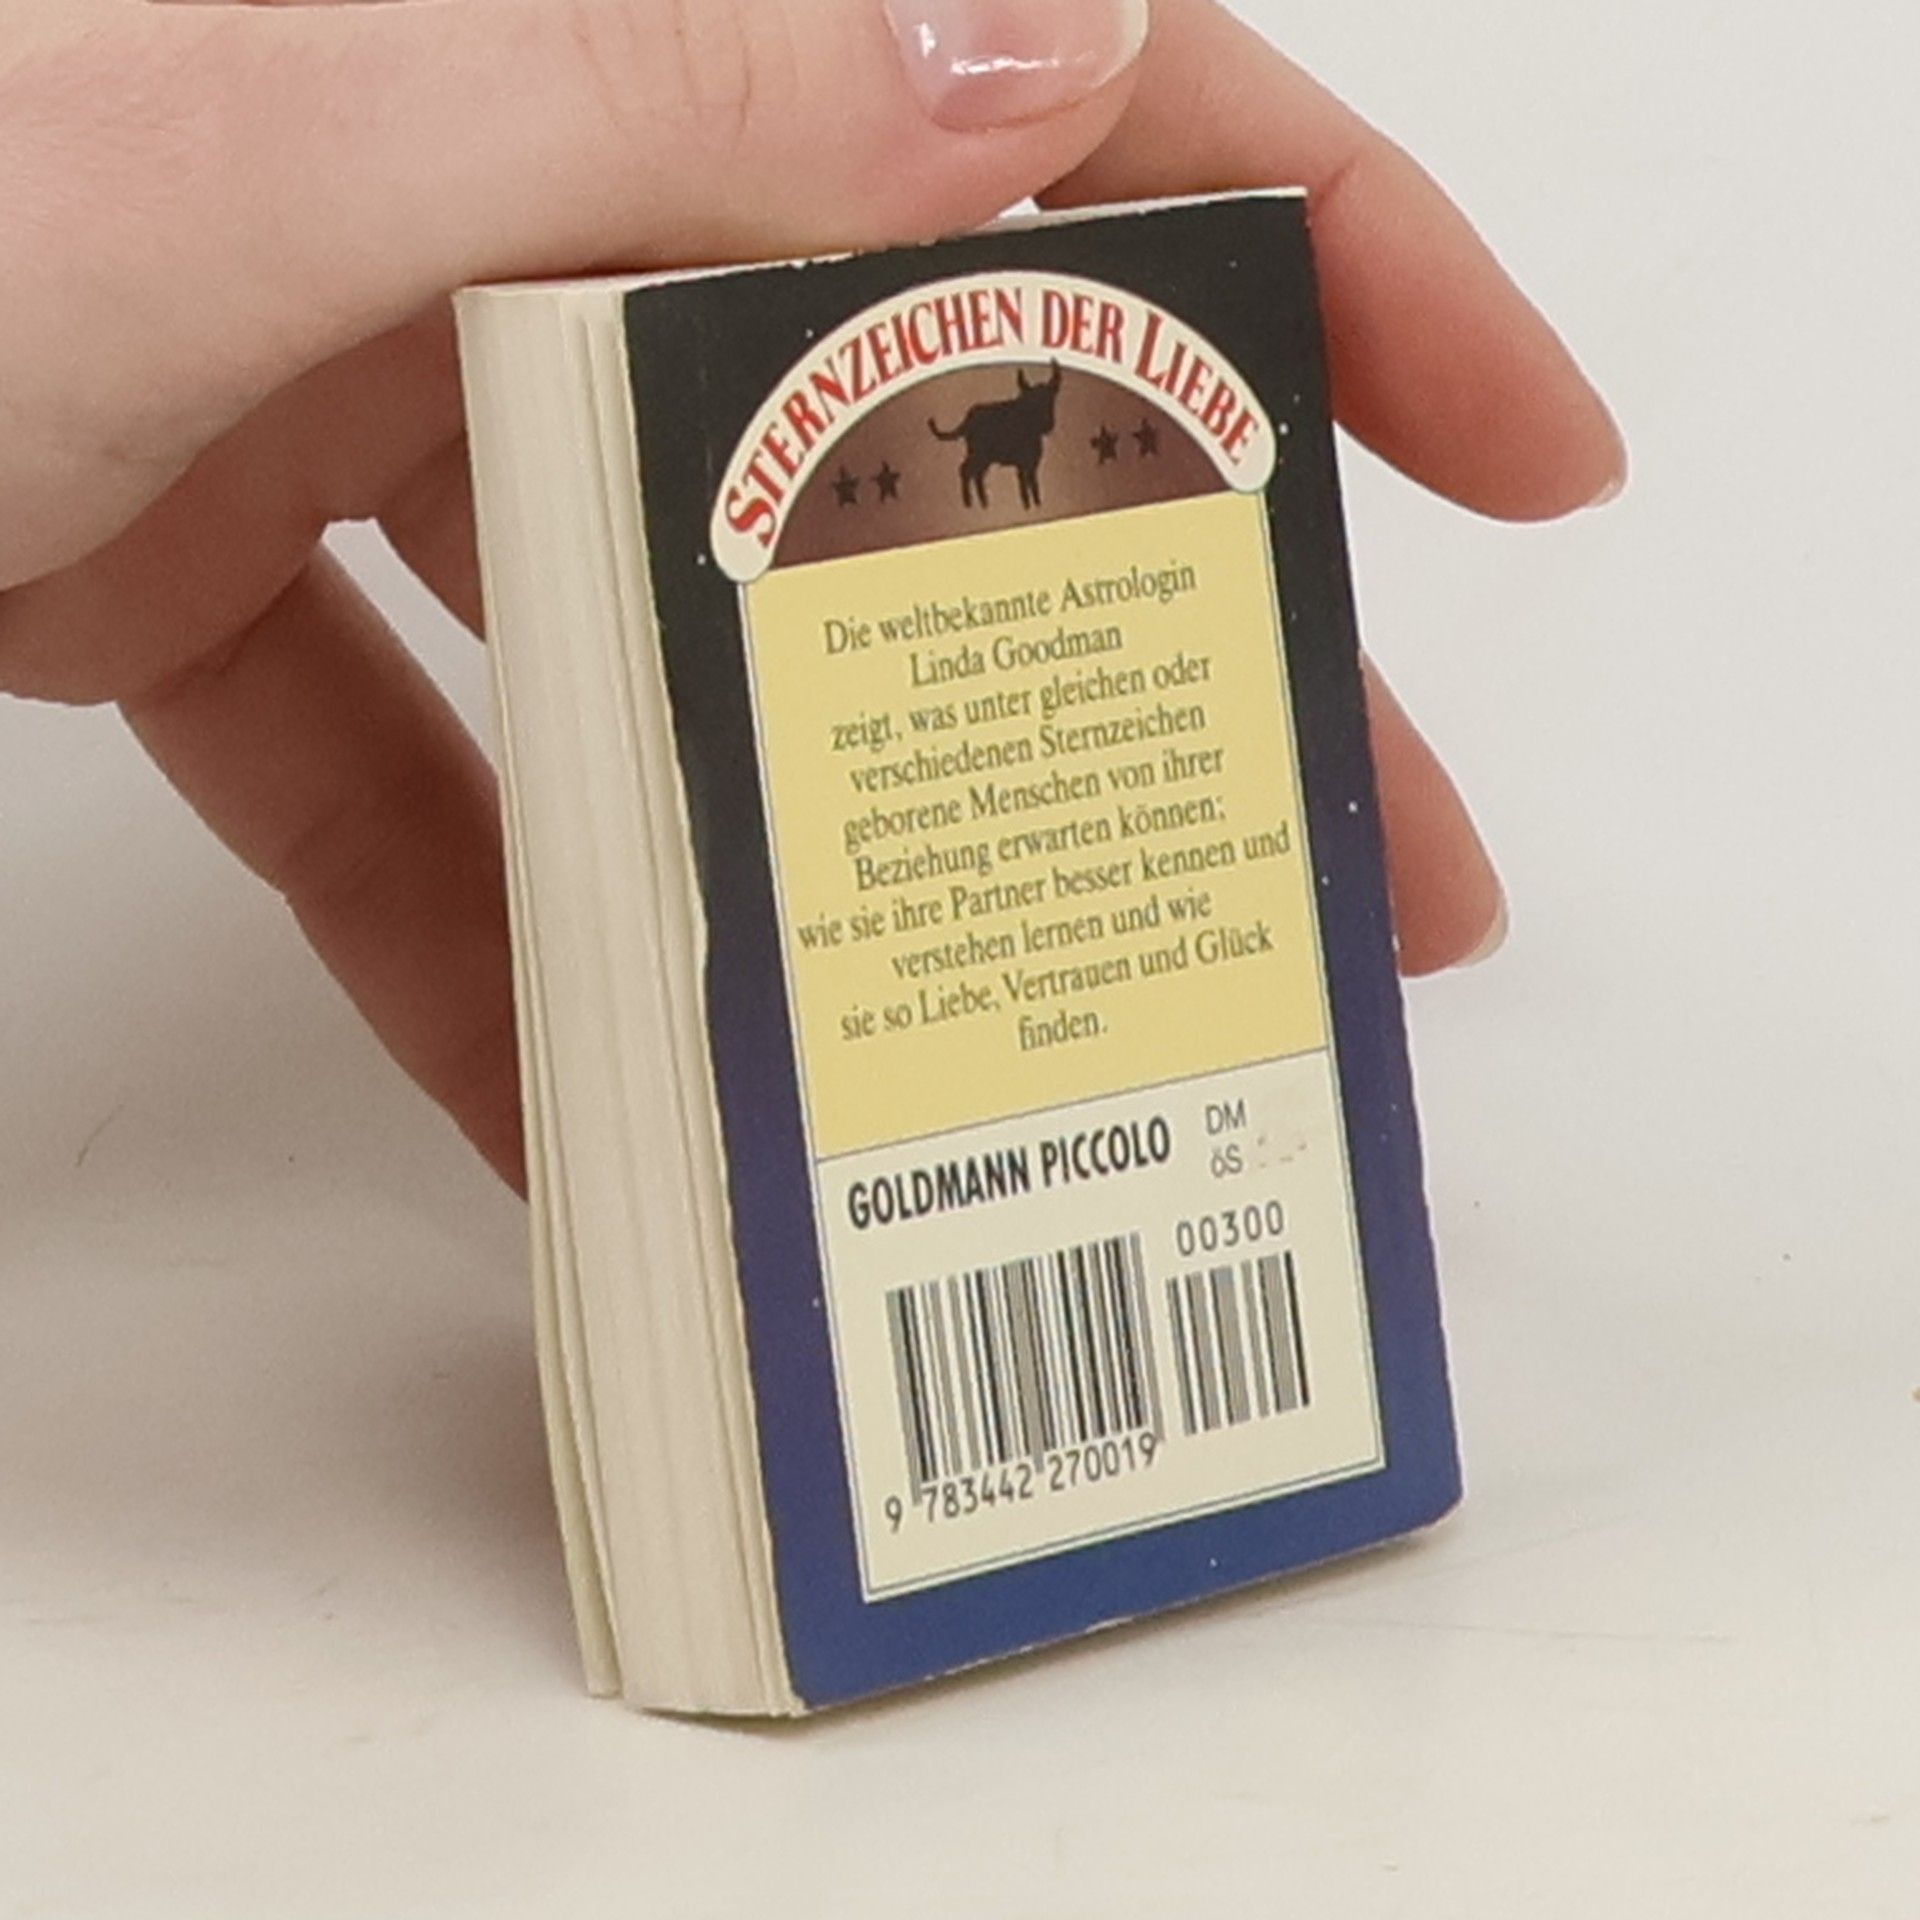 STERNZEICHEN DER LIEBE
Die weltbekannte Astrologin
Linda Goodman
zeigt, was unter gleichen oder
verschiedenen Sternzeichen
geborene Menschen von ihrer
Beziehung erwarten können;
wie sie ihre Partner besser kennen und
verstehen lernen und wie
sie so Liebe, Vertrauen und Glück
finden.
GOLDMANN PICCOLO
DM
öS
00300
9 783442 270019